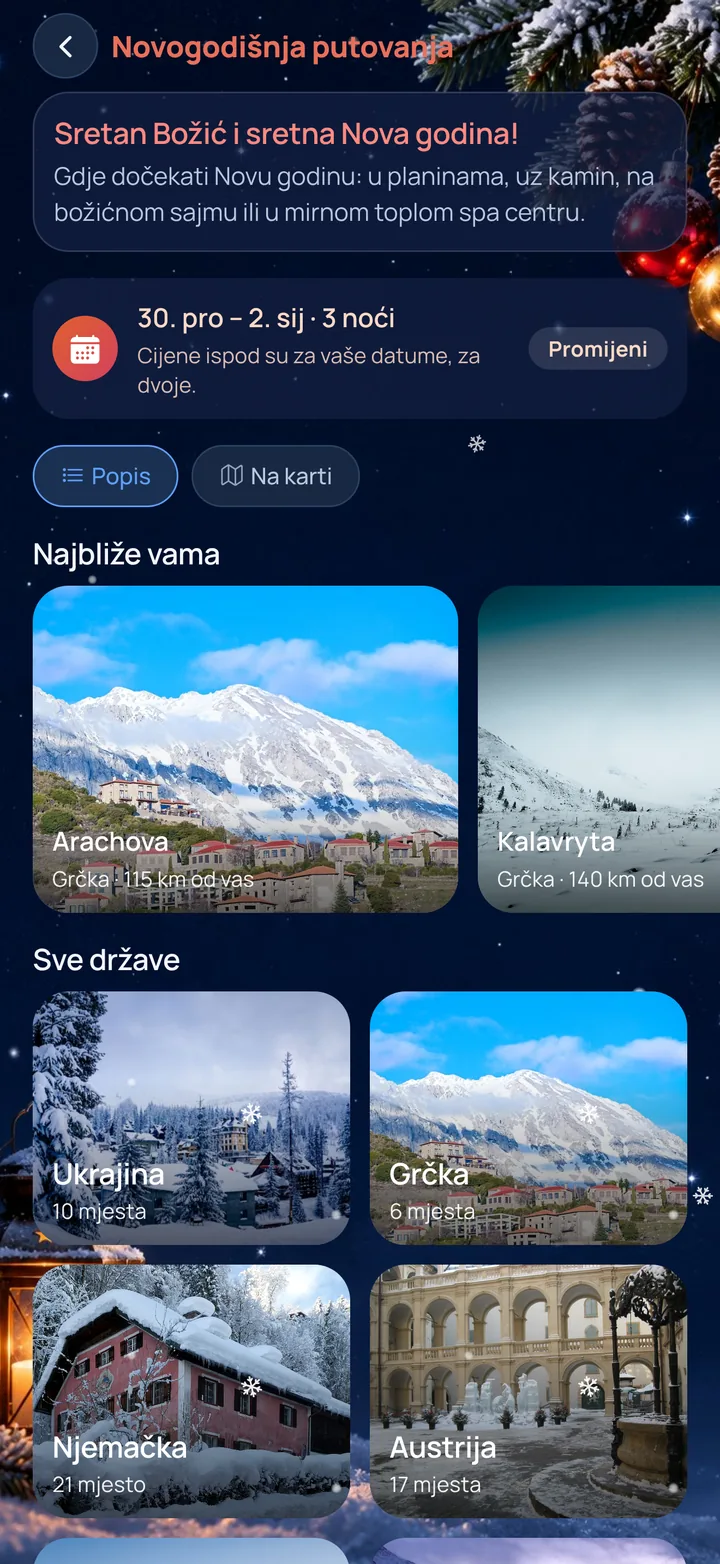 Novogodišnja putovanja
Sretan Božić i sretna Nova godina!
Gdje dočekati Novu godinu: u planinama, uz kamin, na
božićnom sajmu ili u mirnom toplom spa centru.
30. pro – 2. sij · 3 noći
Cijene ispod su za vaše datume, za
dvoje.
Promijeni
Popis
Na karti
Najbliže vama
Arachova
Grčka · 115 km od vas
Kalavryta
Grčka · 140 km od vas
Sve države
Ukrajina
10 mjesta
Grčka
6 mjesta
Njemačka
21 mjesto
Austrija
17 mjesta